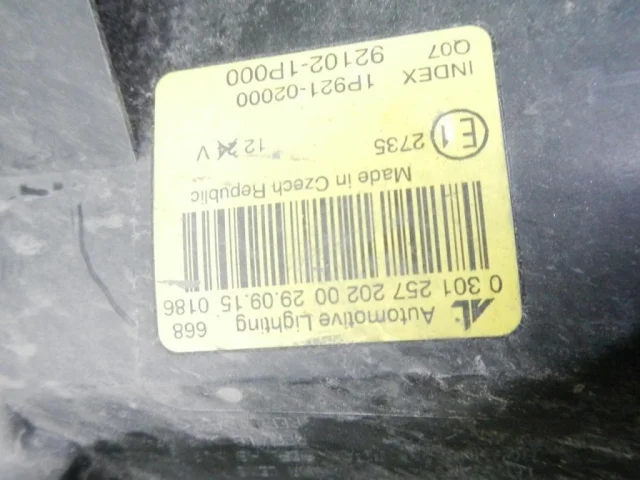 AL Automotive Lighting 668
0 301 257 202 00 29.09.15 0186
Made in Czech Republic
E1 2735 12 V
INDEX 1P921-02000
Q07 92102-1P000